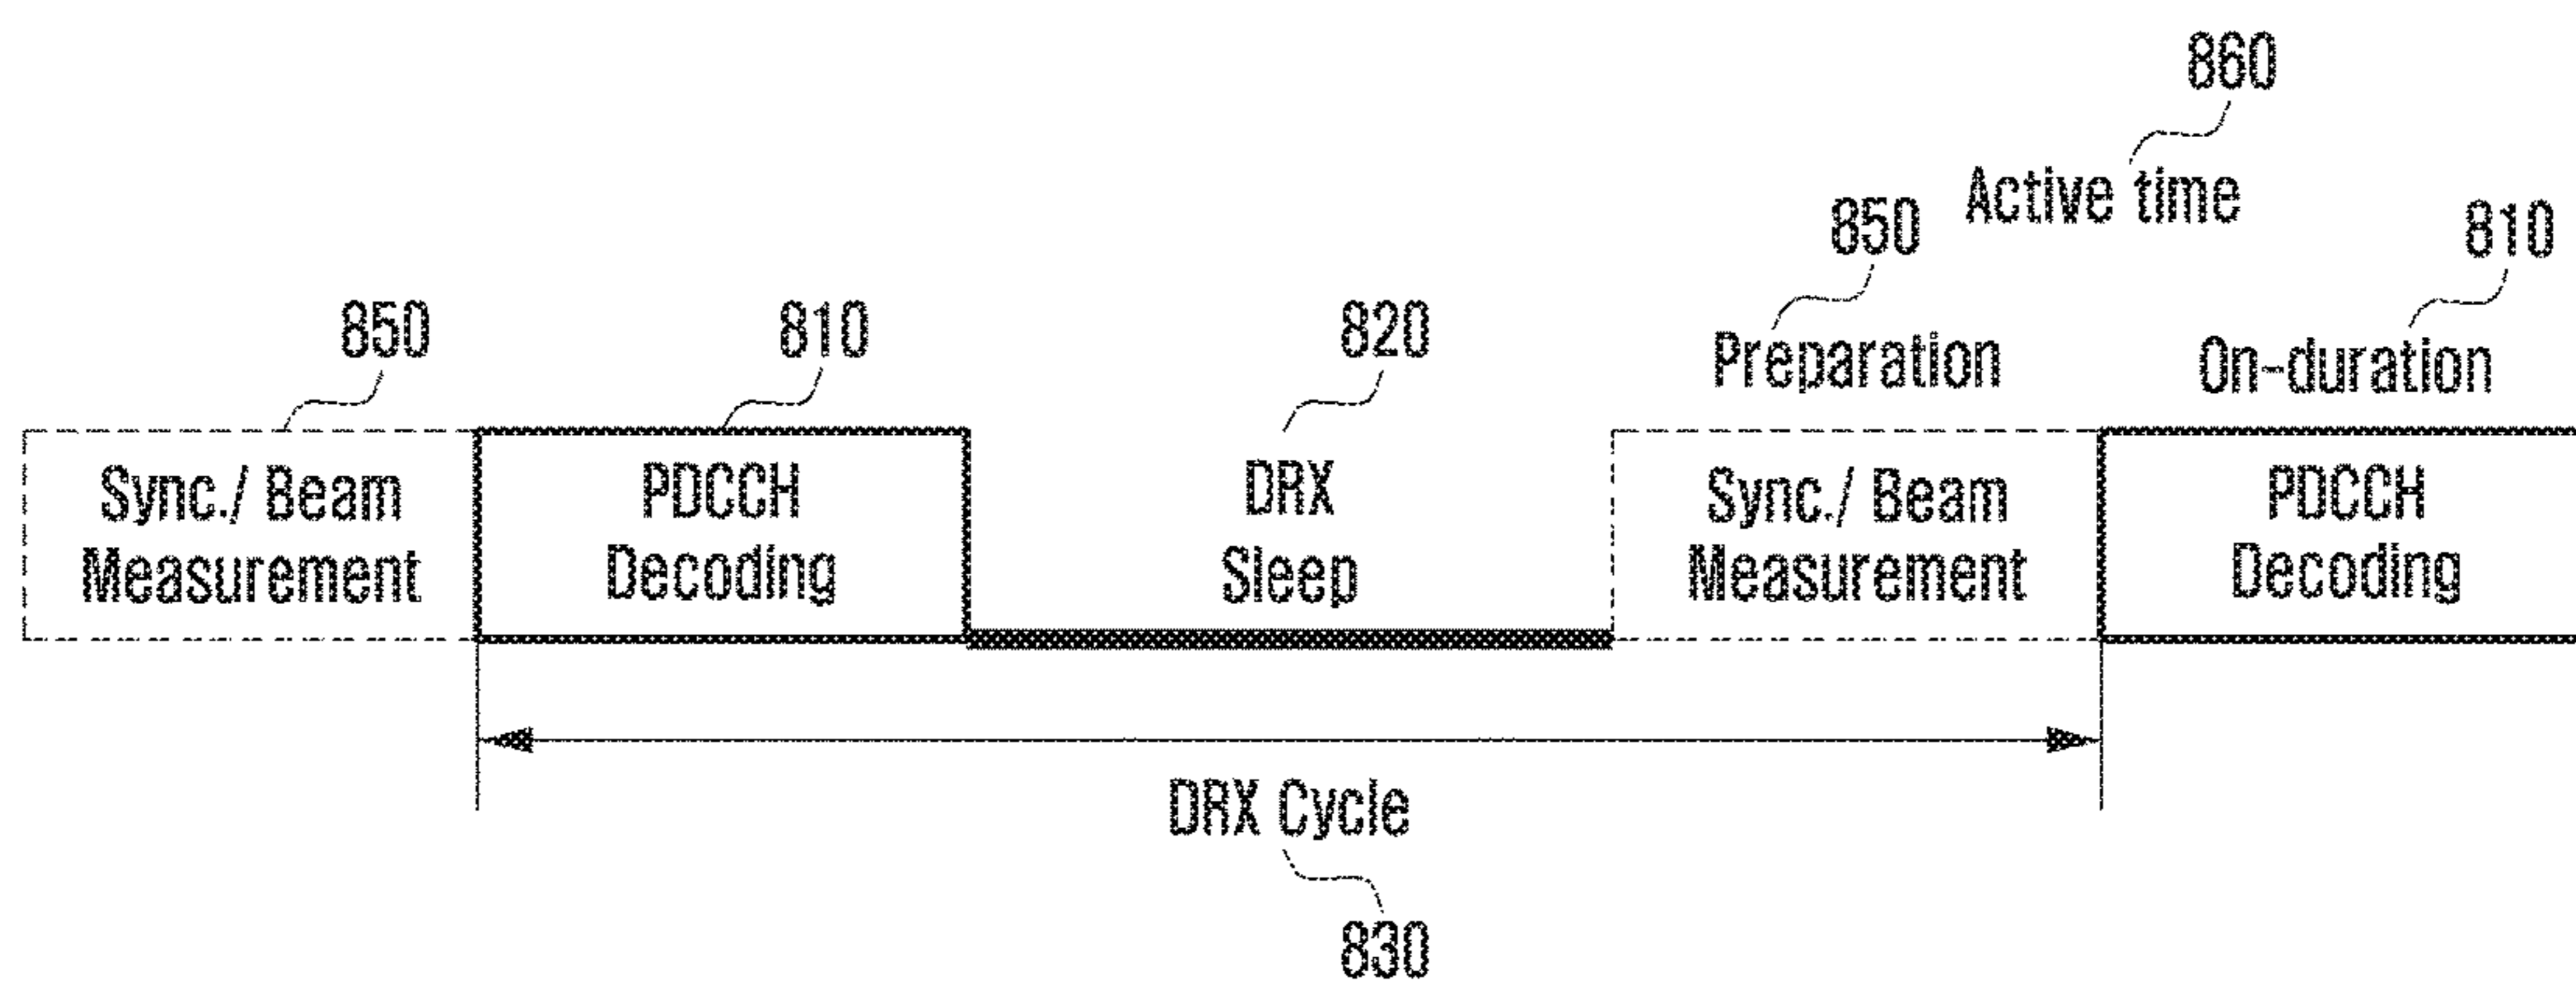 860
Active time
850
810
850
810
820
Preparation
On-duration
Sync./ Beam
Measurement
PDCCH
Decoding
DRX
Sleep
Sync./ Beam
Measurement
PDCCH
Decoding
DRX Cycle
830